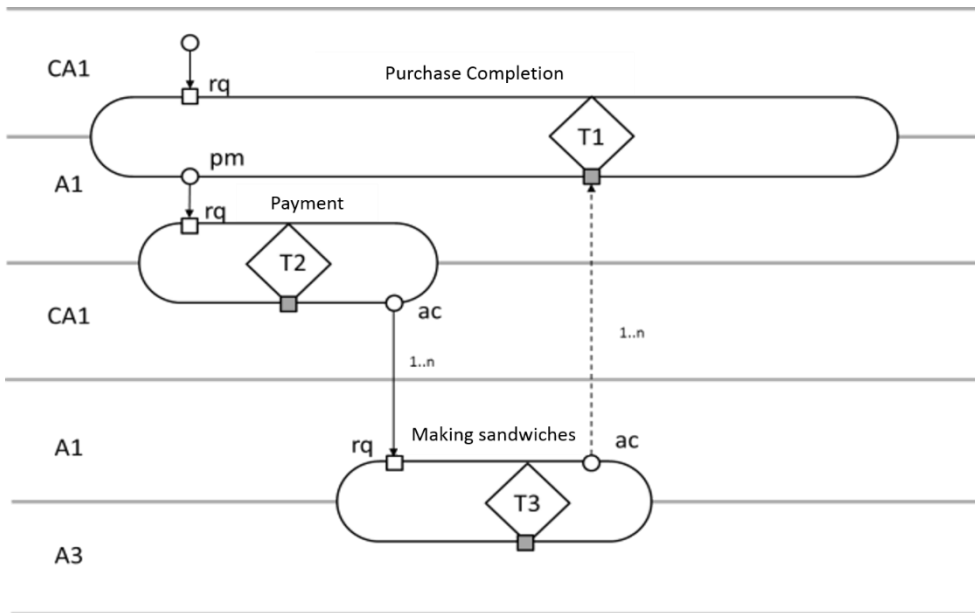 CA1
rq
Purchase Completion
T1
pm
A1
rq
Payment
T2
CA1
ac
1..n
1..n
A1
rq
Making sandwiches
ac
T3
A3